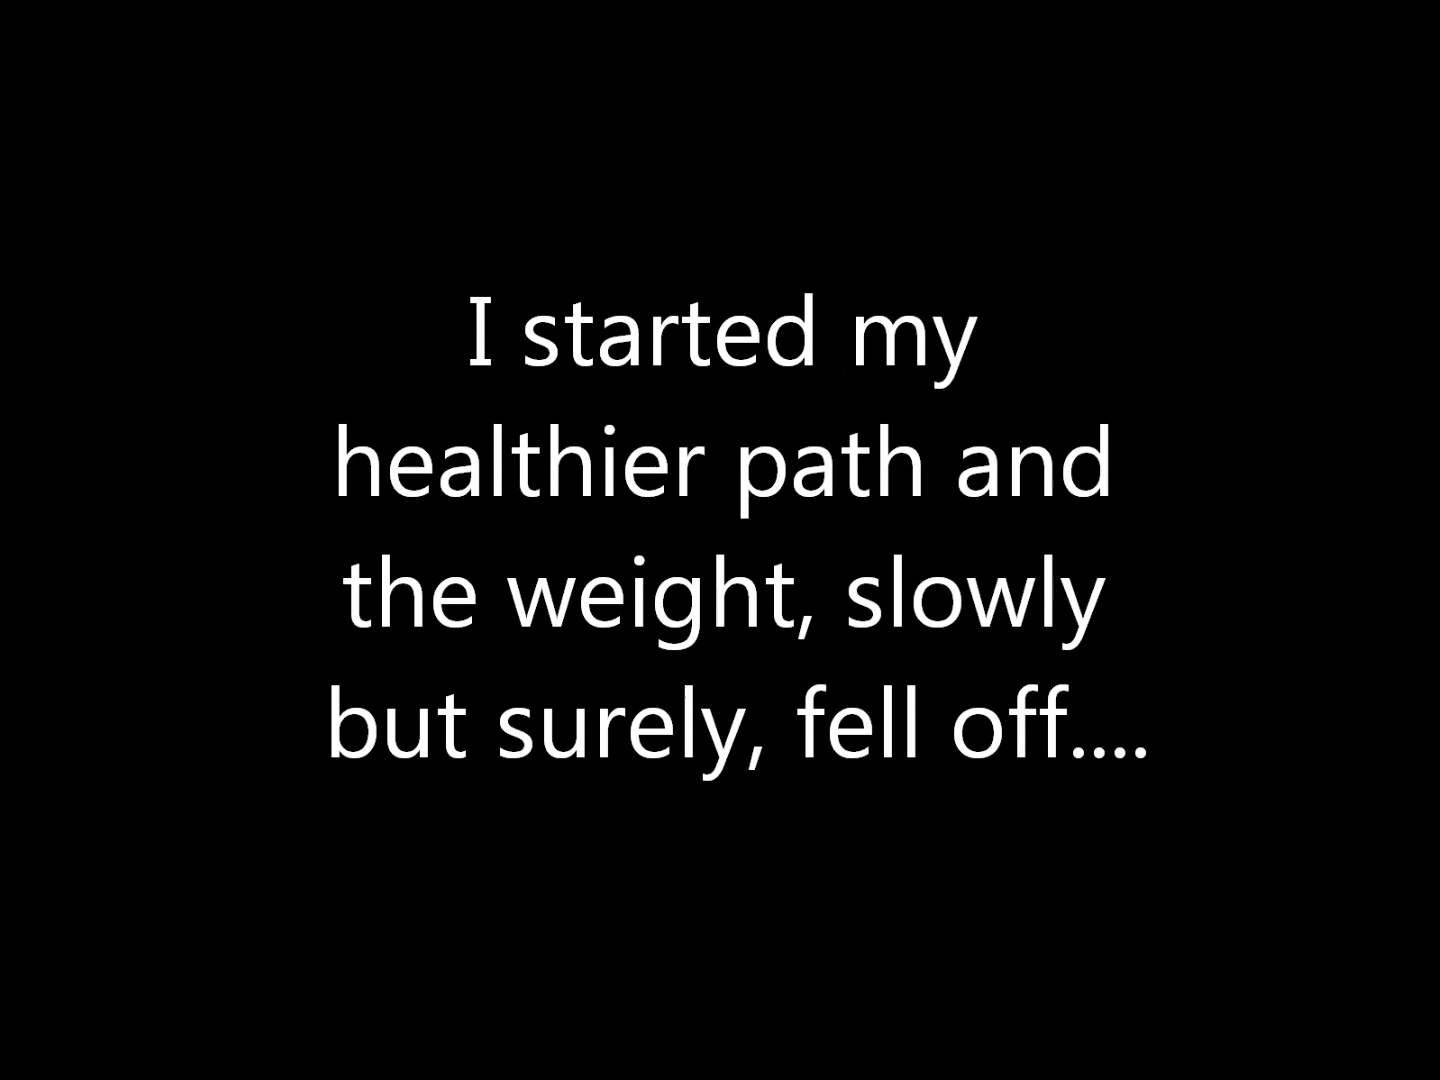 I started my
healthier path and
the weight, slowly
but surely, fell off....